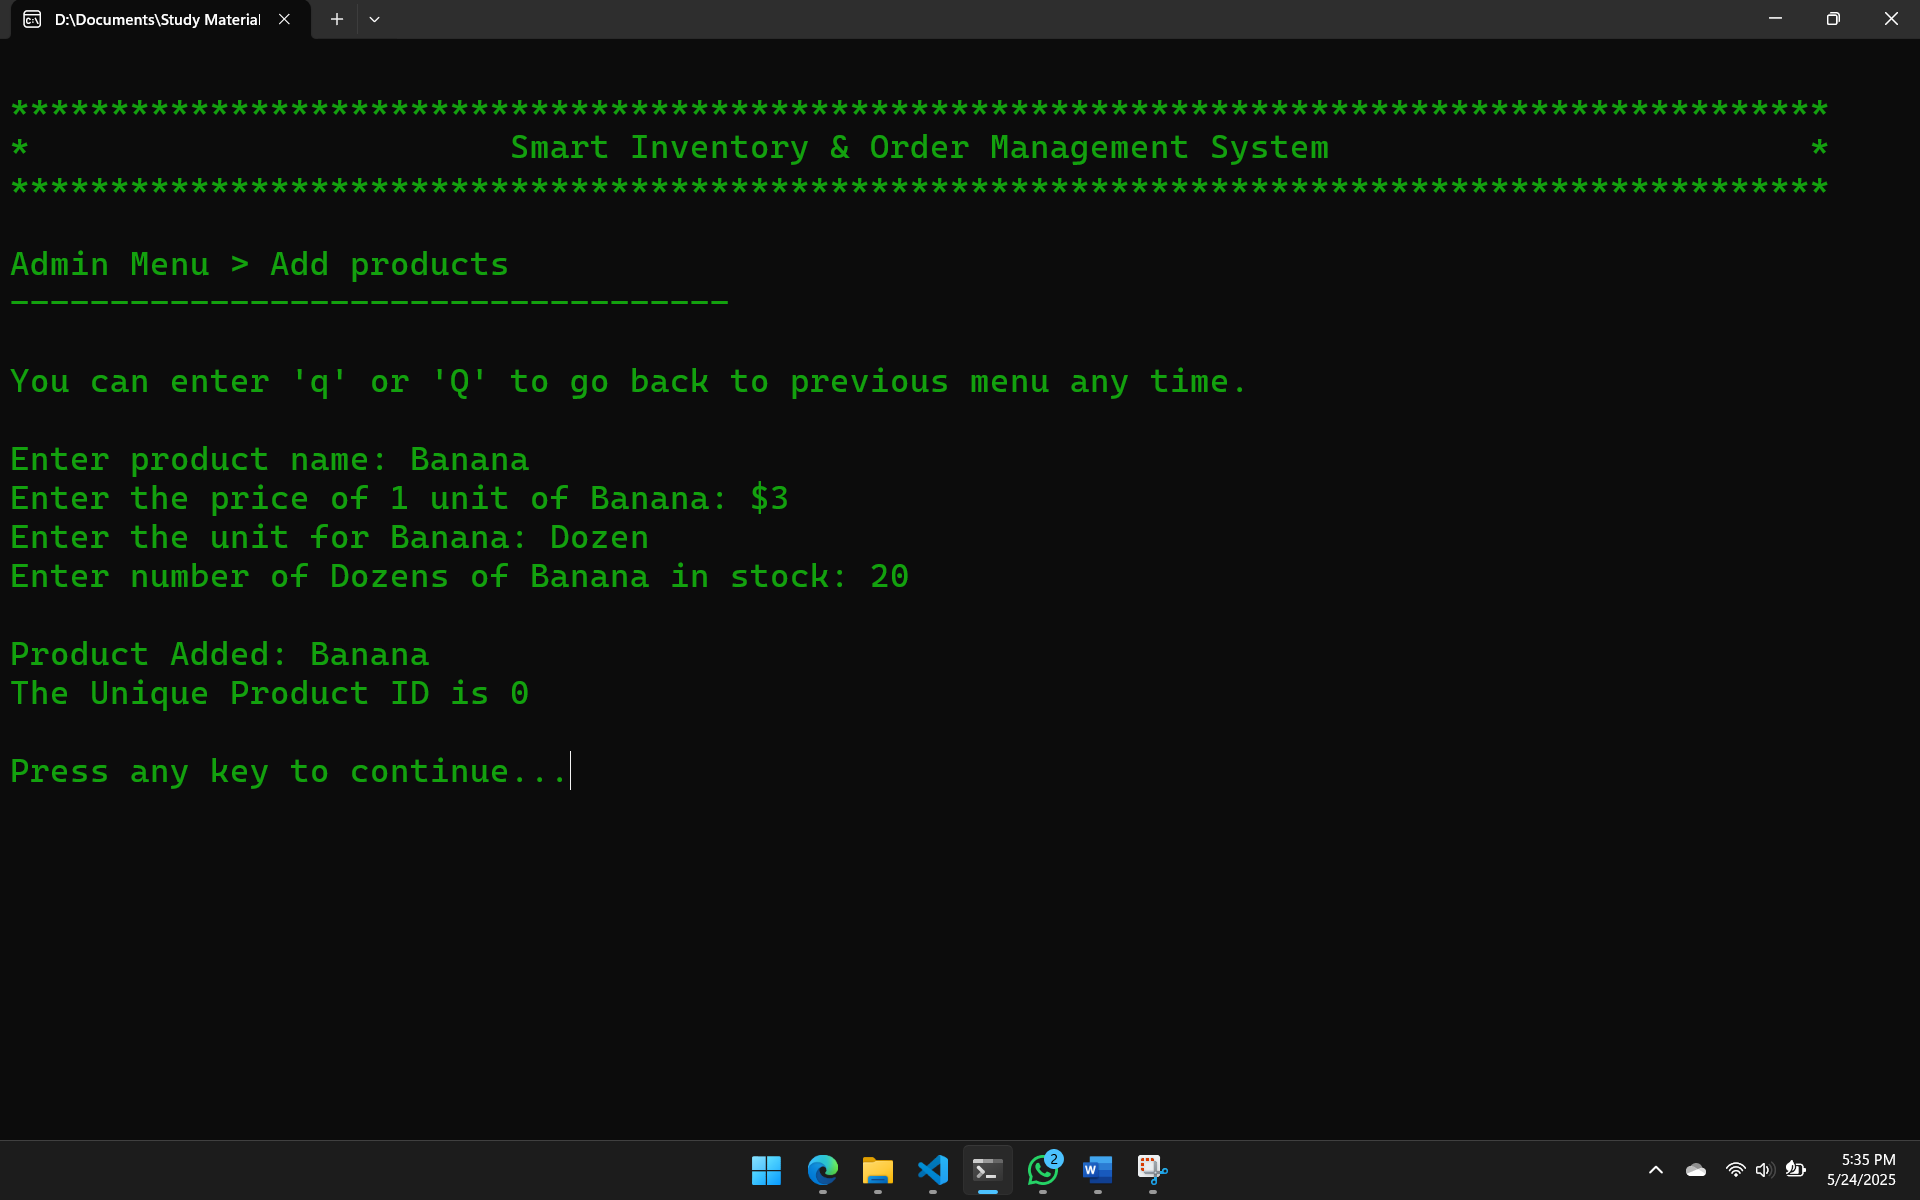 D:\Documents\Study Material
*******************************************************************************************
* Smart Inventory & Order Management System *
*******************************************************************************************
Admin Menu > Add products
------------------------------------
You can enter 'q' or 'Q' to go back to previous menu any time.
Enter product name: Banana
Enter the price of 1 unit of Banana: $3
Enter the unit for Banana: Dozen
Enter number of Dozens of Banana in stock: 20
Product Added: Banana
The Unique Product ID is 0
Press any key to continue...
2
5:35 PM
5/24/2025